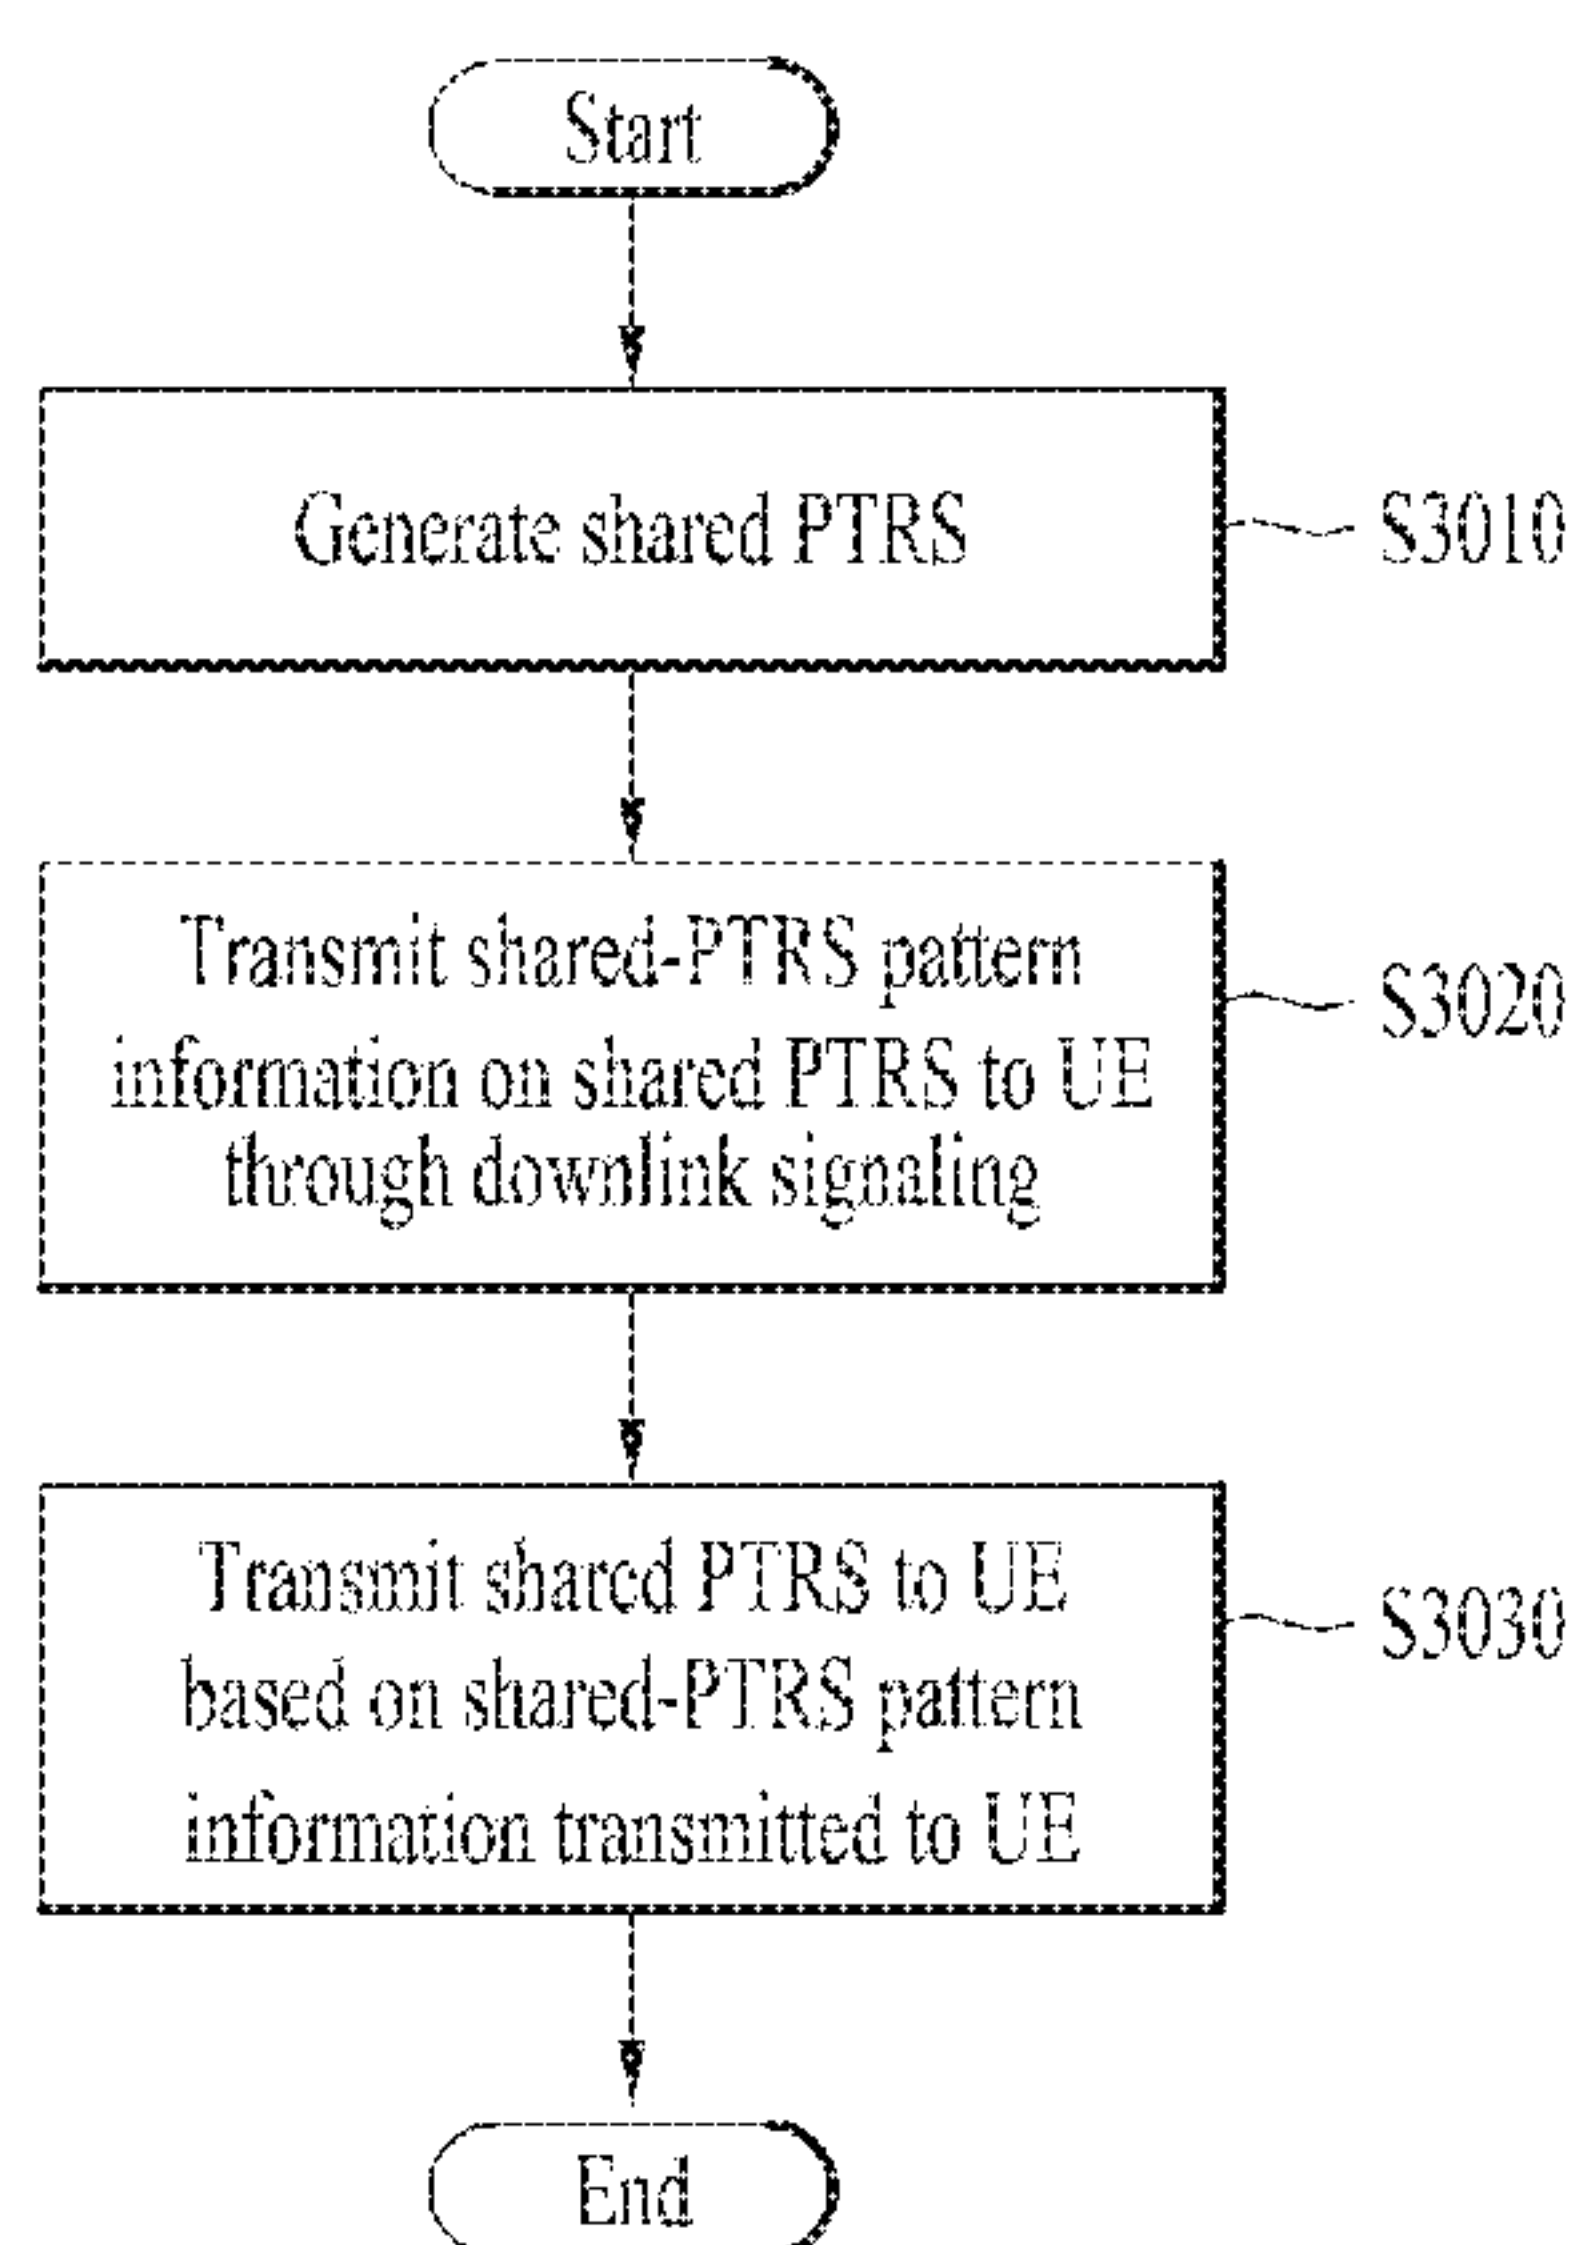 Start
Generate shared PTRS
S3010
Transmit shared-PTRS pattern
information on shared PTRS to UE
through downlink signaling
S3020
Transmit shared PTRS to UE
based on shared-PTRS pattern
information transmitted to UE
S3030
End